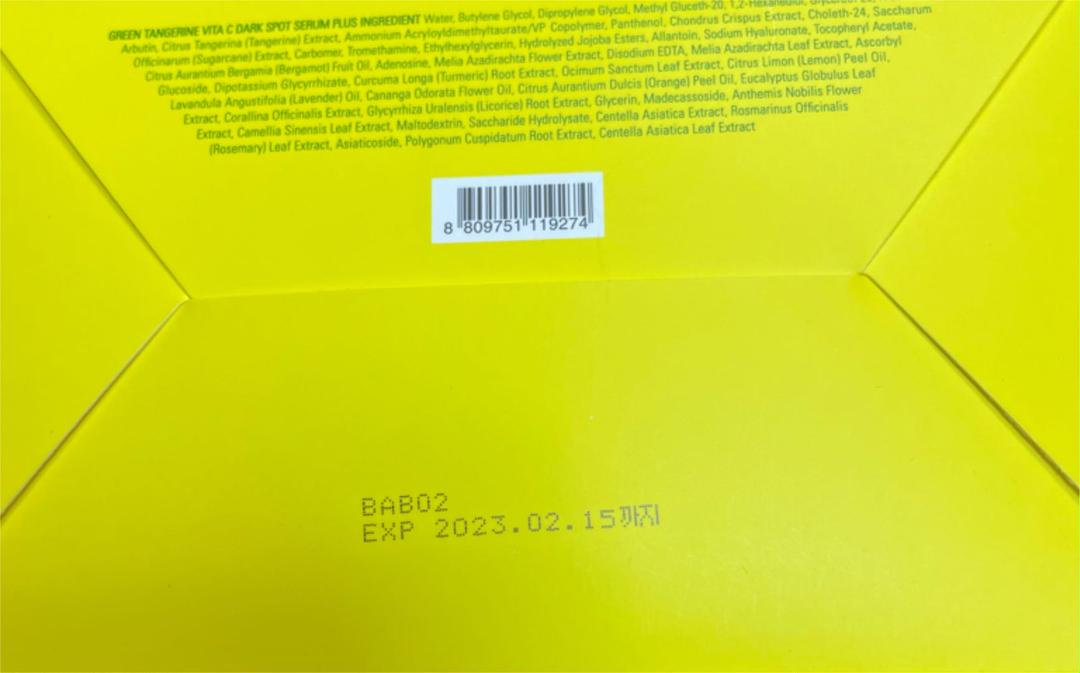 GREEN TANGERINE VITA C DARK SPOT SERUM PLUS INGREDIENT Water, Butylene Glycol, Dipropylene Glycol, Methyl Gluceth-20, 1,2-Hexanediol,
Arbutin, Citrus Tangerina (Tangerine) Extract, Ammonium Acryloyldimethyltaurate/VP Copolymer, Panthenol, Chondrus Crispus Extract, Choleth-24, Saccharum
Officinarum (Sugarcane) Extract, Carbomer, Tromethamine, Ethylhexylglycerin, Hydrolyzed Jojoba Esters, Allantoin, Sodium Hyaluronate, Tocopheryl Acetate,
Citrus Aurantium Bergamia (Bergamot) Fruit Oil, Adenosine, Melia Azadirachta Flower Extract, Disodium EDTA, Melia Azadirachta Leaf Extract, Ascorbyl
Glucoside, Dipotassium Glycyrrhizate, Curcuma Longa (Turmeric) Root Extract, Ocimum Sanctum Leaf Extract, Citrus Limon (Lemon) Peel Oil,
Lavandula Angustifolia (Lavender) Oil, Cananga Odorata Flower Oil, Citrus Aurantium Dulcis (Orange) Peel Oil, Eucalyptus Globulus Leaf
Extract, Corallina Officinalis Extract, Glycyrrhiza Uralensis (Licorice) Root Extract, Glycerin, Madecassoside, Anthemis Nobilis Flower
Extract, Camellia Sinensis Leaf Extract, Maltodextrin, Saccharide Hydrolysate, Centella Asiatica Extract, Rosmarinus Officinalis
(Rosemary) Leaf Extract, Asiaticoside, Polygonum Cuspidatum Root Extract, Centella Asiatica Leaf Extract
8 809751 119274
BAB02
EXP 2023.02.15까지